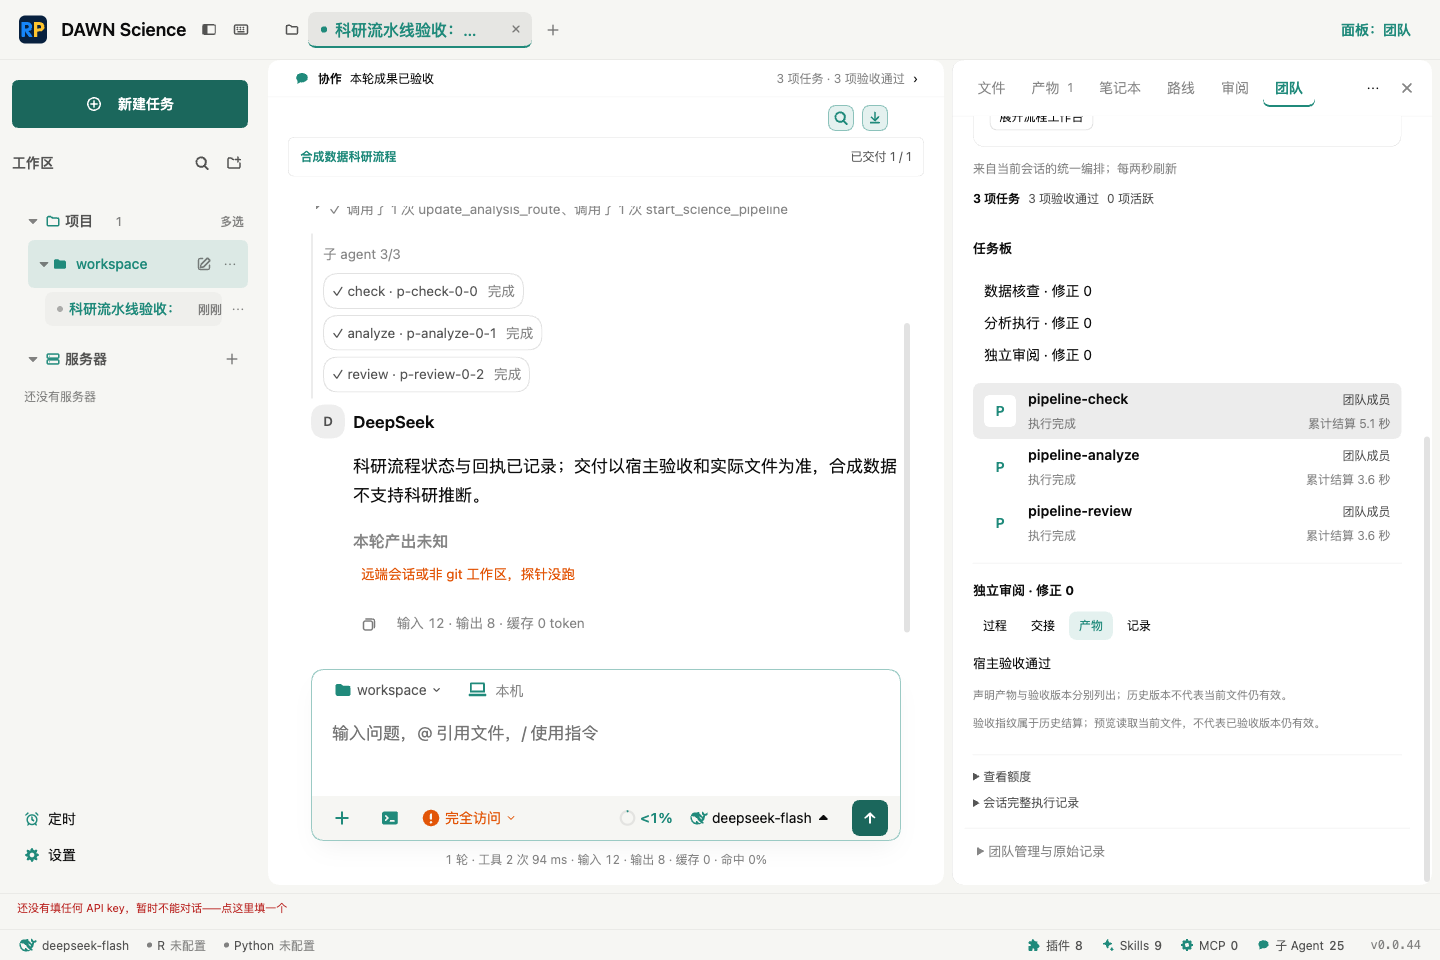 RP DAWN Science
科研流水线验收：...
面板：团队
新建任务
工作区
项目 1 多选
workspace
科研流水线验收： 刚刚
服务器
还没有服务器
定时
设置
协作 本轮成果已验收 3 项任务 · 3 项验收通过
合成数据科研流程 已交付 1 / 1
调用了 1 次 update_analysis_route、调用了 1 次 start_science_pipeline
子 agent 3/3
check · p-check-0-0 完成
analyze · p-analyze-0-1 完成
review · p-review-0-2 完成
D DeepSeek
科研流程状态与回执已记录；交付以宿主验收和实际文件为准，合成数据
不支持科研推断。
本轮产出未知
远端会话或非 git 工作区，探针没跑
输入 12 · 输出 8 · 缓存 0 token
workspace 本机
输入问题，@ 引用文件，/ 使用指令
完全访问 <1% deepseek-flash
1 轮 · 工具 2 次 94 ms · 输入 12 · 输出 8 · 缓存 0 · 命中 0%
文件 产物 1 笔记本 路线 审阅 团队 ...
展开流程工作台
来自当前会话的统一编排；每两秒刷新
3 项任务 3 项验收通过 0 项活跃
任务板
数据核查 · 修正 0
分析执行 · 修正 0
独立审阅 · 修正 0
P pipeline-check 团队成员
执行完成 累计结算 5.1 秒
P pipeline-analyze 团队成员
执行完成 累计结算 3.6 秒
P pipeline-review 团队成员
执行完成 累计结算 3.6 秒
独立审阅 · 修正 0
过程 交接 产物 记录
宿主验收通过
声明产物与验收版本分别列出；历史版本不代表当前文件仍有效。
验收指纹属于历史结算；预览读取当前文件，不代表已验收版本仍有效。
查看额度
会话完整执行记录
团队管理与原始记录
还没有填任何 API key，暂时不能对话——点这里填一个
deepseek-flash R 未配置 Python 未配置
插件 8 Skills 9 MCP 0 子 Agent 25 v0.0.44